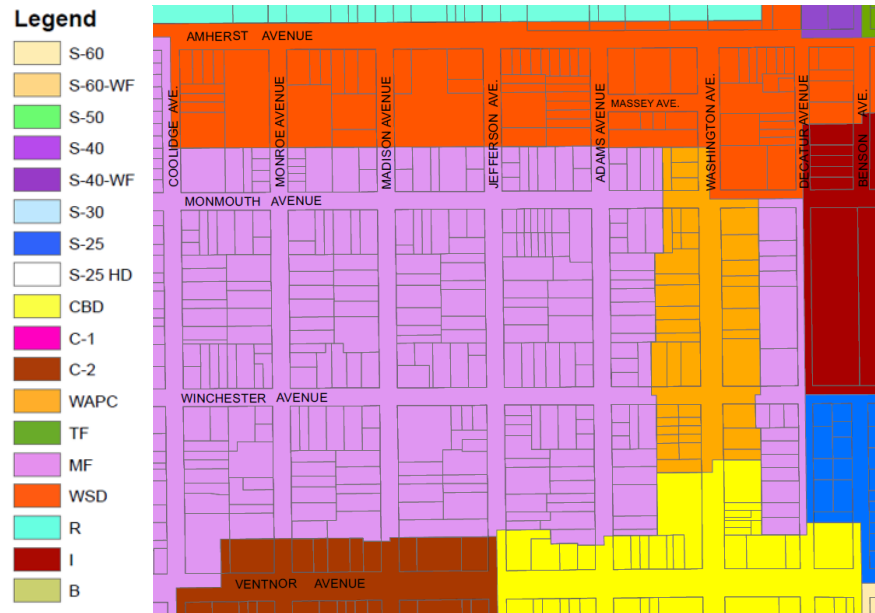 Legend
S-60
S-60-WF
S-50
S-40
S-40-WF
S-30
S-25
S-25 HD
CBD
C-1
C-2
WAPC
TF
MF
WSD
R
I
B
AMHERST AVENUE
COOLIDGE AVE.
MONROE AVENUE
MADISON AVENUE
JEFFERSON AVE.
ADAMS AVENUE
MASSEY AVE.
WASHINGTON AVE.
DECATUR AVENUE
BENSON AVE.
MONMOUTH AVENUE
WINCHESTER AVENUE
VENTNOR AVENUE